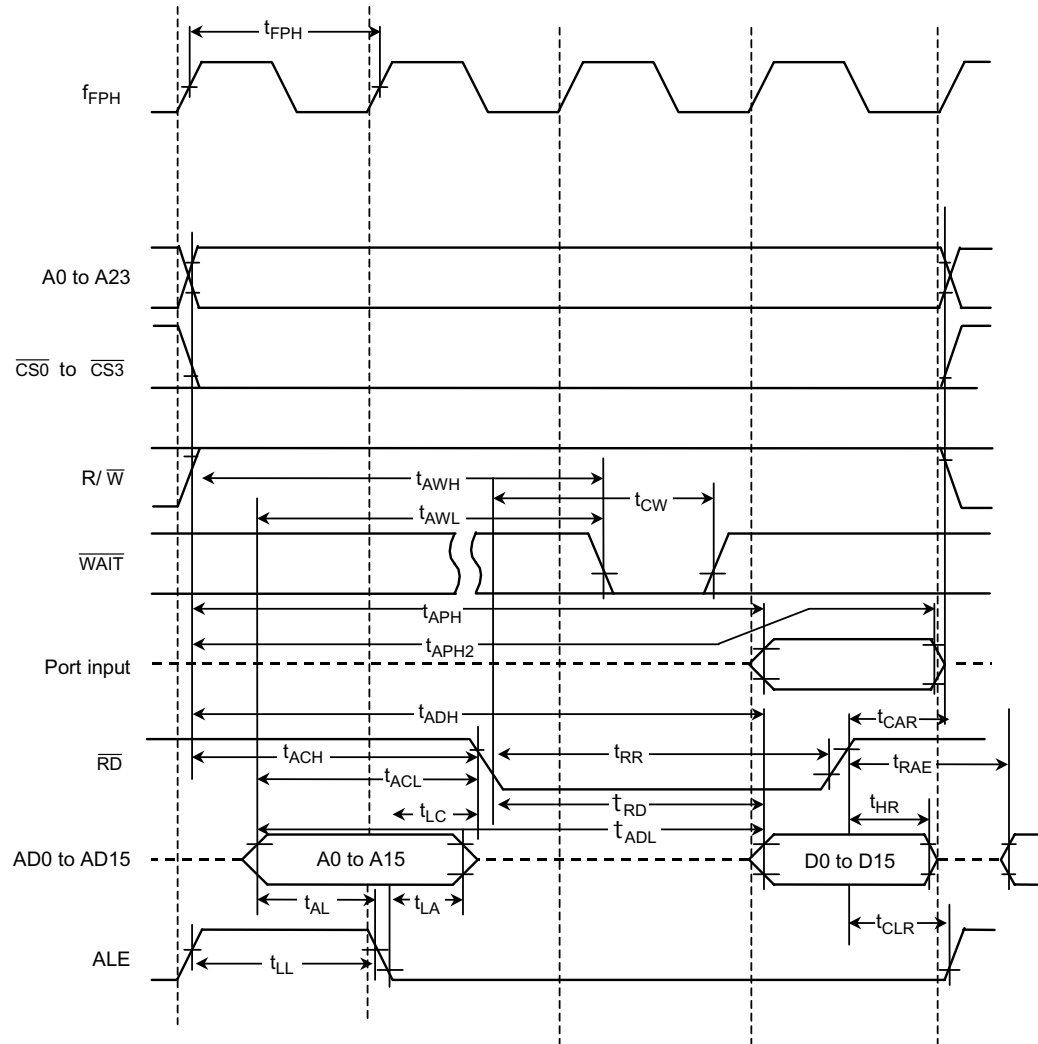 tFPH
fFPH
A0 to A23
CS0 to CS3
R/ W
tAWH
tCW
tAWL
WAIT
tAPH
tAPH2
Port input
tADH
tCAR
RD
tACH
tRR
tACL
tRAE
tLC
tRD
tHR
tADL
AD0 to AD15
A0 to A15
D0 to D15
tAL
tLA
tCLR
ALE
tLL